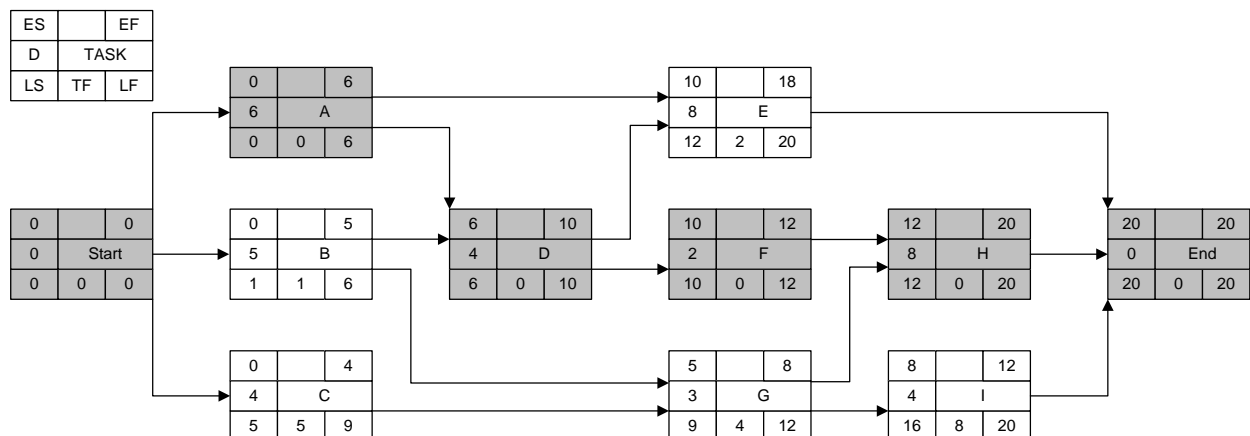 ES EF
D TASK
LS TF LF
0 6
6 A
0 0 6
10 18
8 E
12 2 20
0 0
0 Start
0 0 0
0 5
5 B
1 1 6
6 10
4 D
6 0 10
10 12
2 F
10 0 12
12 20
8 H
12 0 20
20 20
0 End
20 0 20
0 4
4 C
5 5 9
5 8
3 G
9 4 12
8 12
4 I
16 8 20